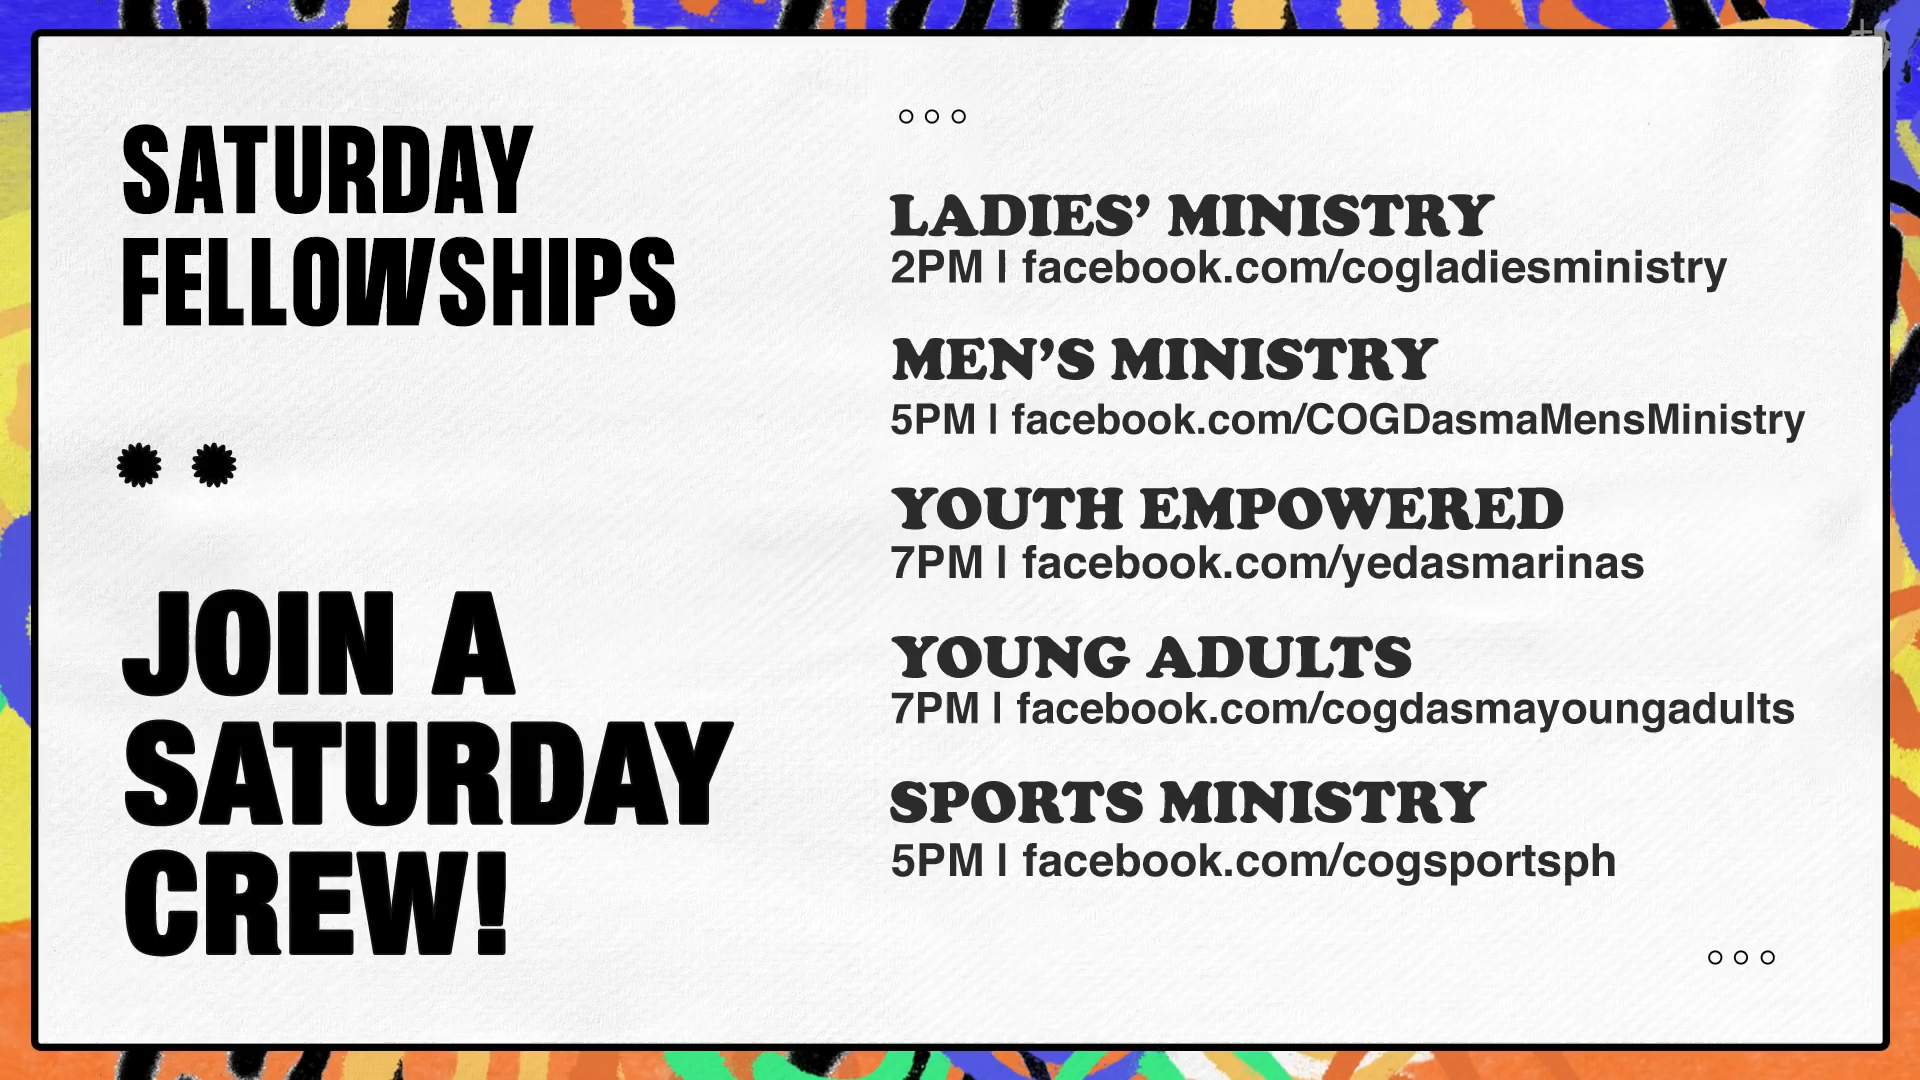 SATURDAY
FELLOWSHIPS
JOIN A
SATURDAY
CREW!
LADIES’ MINISTRY
2PM | facebook.com/cogladiesministry
MEN’S MINISTRY
5PM | facebook.com/COGDasmaMensMinistry
YOUTH EMPOWERED
7PM | facebook.com/yedasmarinas
YOUNG ADULTS
7PM | facebook.com/cogdasmayoungadults
SPORTS MINISTRY
5PM | facebook.com/cogsportsph